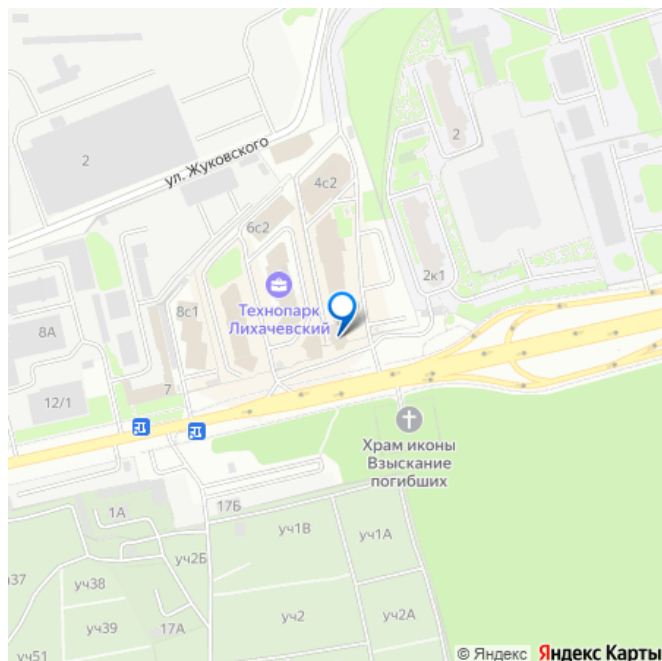 2
ул. Жуковского
4с2
2
6с2
2к1
Технопарк
Лихачевский
8с1
8А
7
12/1
Храм иконы
Взыскание
погибших
17Б
1А
уч1В
уч1А
уч2Б
уч37
уч38
уч2
уч2А
уч39
17А
уч51
© Яндекс Яндекс Карты